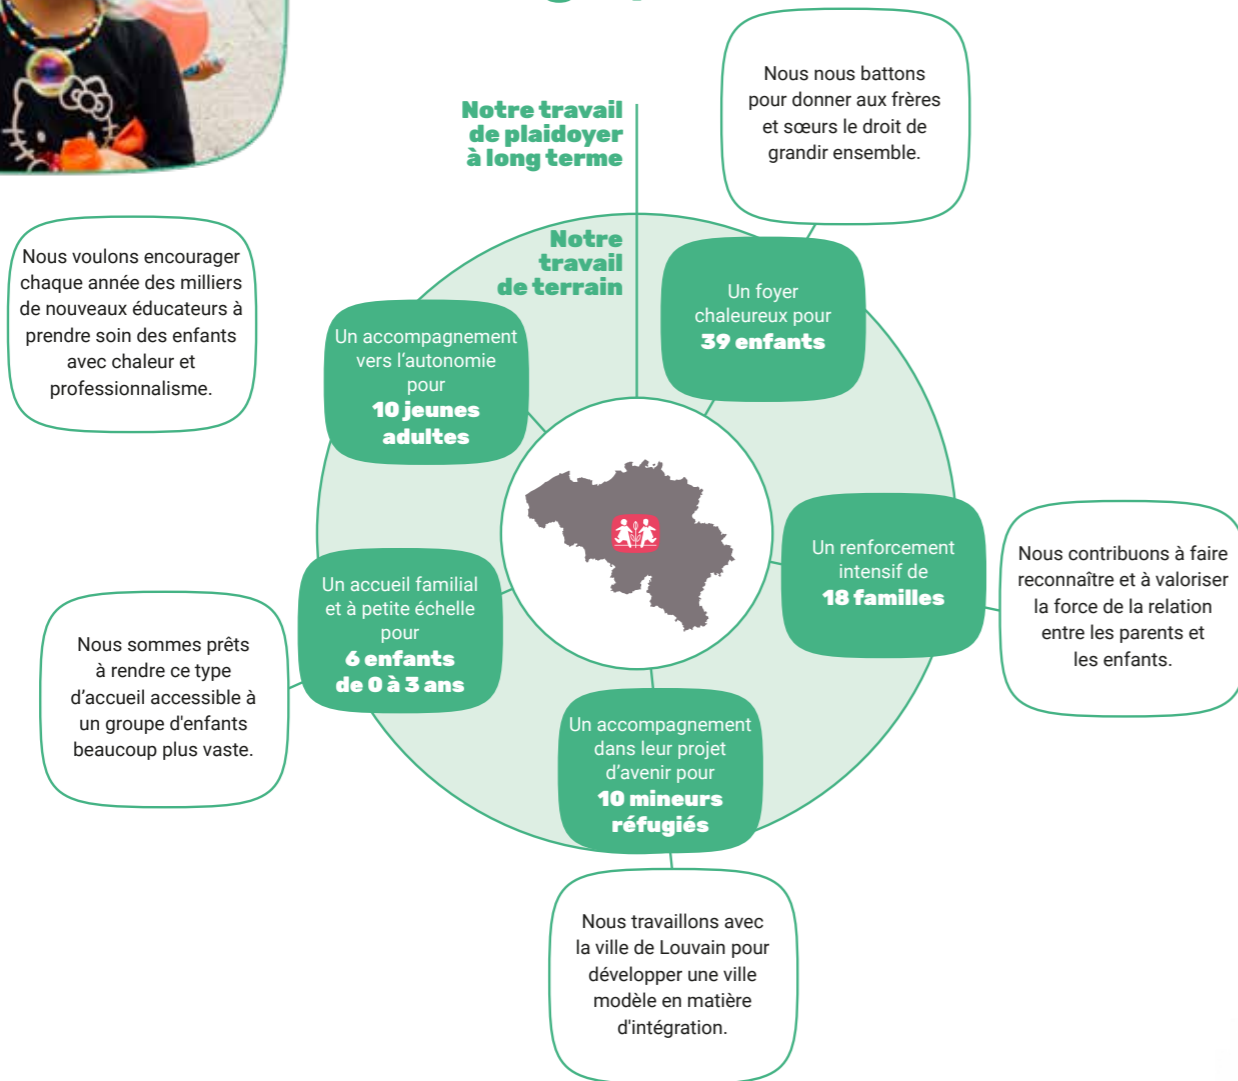 Notre travail
de plaidoyer
à long terme
Nous nous battons
pour donner aux frères
et sœurs le droit de
grandir ensemble.
Notre
travail
de terrain
Un foyer
chaleureux pour
39 enfants
Nous voulons encourager
chaque année des milliers
de nouveaux éducateurs à
prendre soin des enfants
avec chaleur et
professionnalisme.
Un accompagnement
vers l‘autonomie
pour
10 jeunes
adultes
Un renforcement
intensif de
18 familles
Nous contribuons à faire
reconnaître et à valoriser
la force de la relation
entre les parents et
les enfants.
Un accueil familial
et à petite échelle
pour
6 enfants
de 0 à 3 ans
Nous sommes prêts
à rendre ce type
d’accueil accessible à
un groupe d'enfants
beaucoup plus vaste.
Un accompagnement
dans leur projet
d’avenir pour
10 mineurs
réfugiés
Nous travaillons avec
la ville de Louvain pour
développer une ville
modèle en matière
d'intégration.